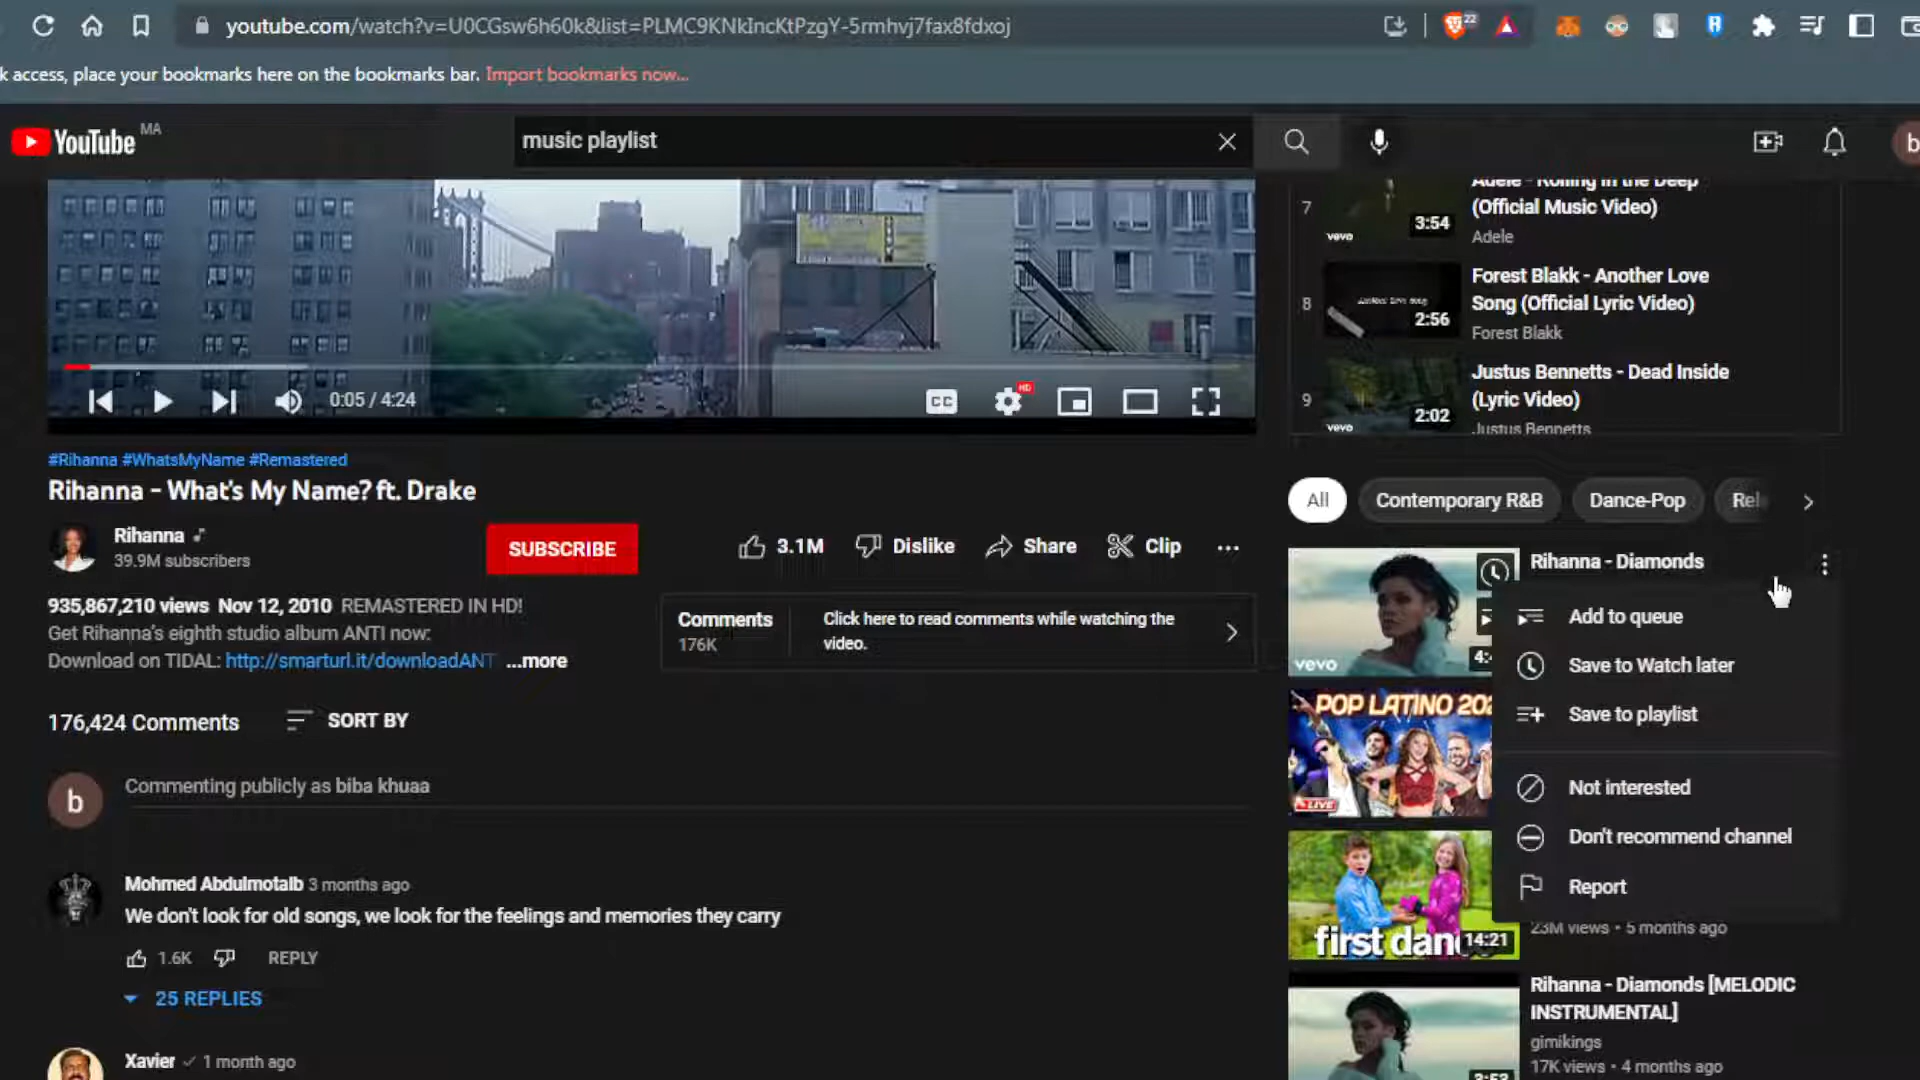 youtube.com/watch?v=U0CGsw6h60k&list=PLMC9KNkIncKtPzgY-5rmhvj7fax8fdxoj
22
k access, place your bookmarks here on the bookmarks bar. Import bookmarks now...
YouTube MA
music playlist
b
0:05 / 4:24
CC
HD
7
Adele - Rolling in the Deep
(Official Music Video)
Adele
3:54
vevo
8
Forest Blakk - Another Love
Song (Official Lyric Video)
Forest Blakk
2:56
9
Justus Bennetts - Dead Inside
(Lyric Video)
Justus Bennetts
2:02
vevo
#Rihanna #WhatsMyName #Remastered
Rihanna - What's My Name? ft. Drake
Rihanna
39.9M subscribers
SUBSCRIBE
3.1M
Dislike
Share
Clip
935,867,210 views Nov 12, 2010 REMASTERED IN HD!
Get Rihanna's eighth studio album ANTI now:
Download on TIDAL: http://smarturl.it/downloadANT ...more
Comments
176K
Click here to read comments while watching the
video.
176,424 Comments
SORT BY
b
Commenting publicly as biba khuaa
Mohmed Abdulmotalb 3 months ago
We don't look for old songs, we look for the feelings and memories they carry
1.6K
REPLY
25 REPLIES
Xavier 1 month ago
All
Contemporary R&B
Dance-Pop
Rel
Rihanna - Diamonds
vevo
4:
Add to queue
Save to Watch later
Save to playlist
Not interested
Don't recommend channel
Report
POP LATINO 202
LIVE
first danc
14:21
23M views • 5 months ago
Rihanna - Diamonds [MELODIC
INSTRUMENTAL]
gimikings
17K views • 4 months ago
3:53